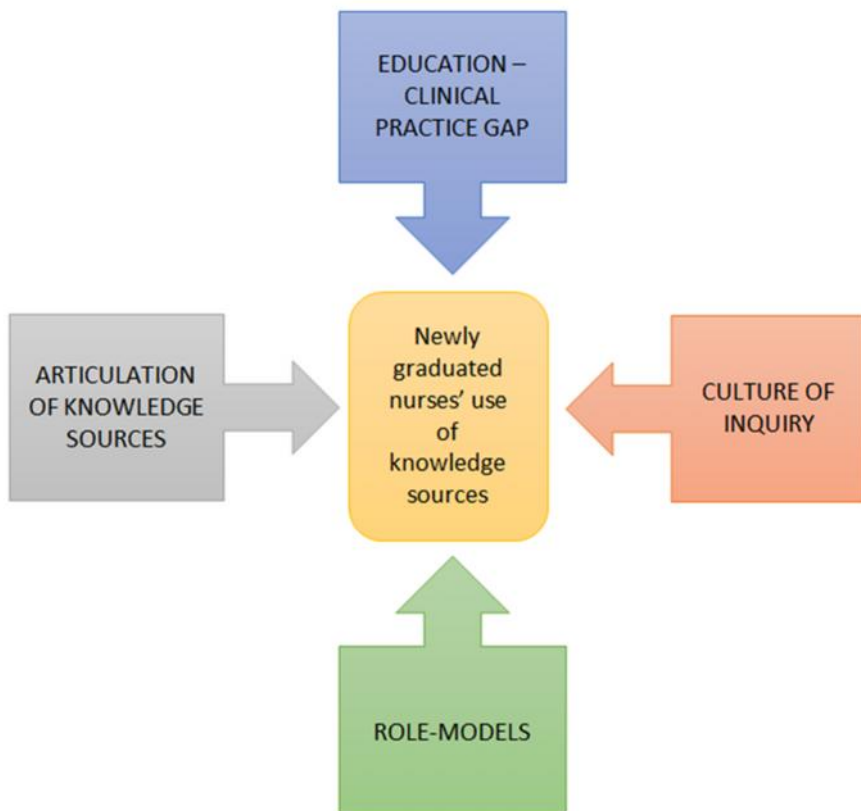 EDUCATION –
CLINICAL
PRACTICE GAP
ARTICULATION
OF KNOWLEDGE
SOURCES
Newly
graduated
nurses’ use
of
knowledge
sources
CULTURE OF
INQUIRY
ROLE-MODELS